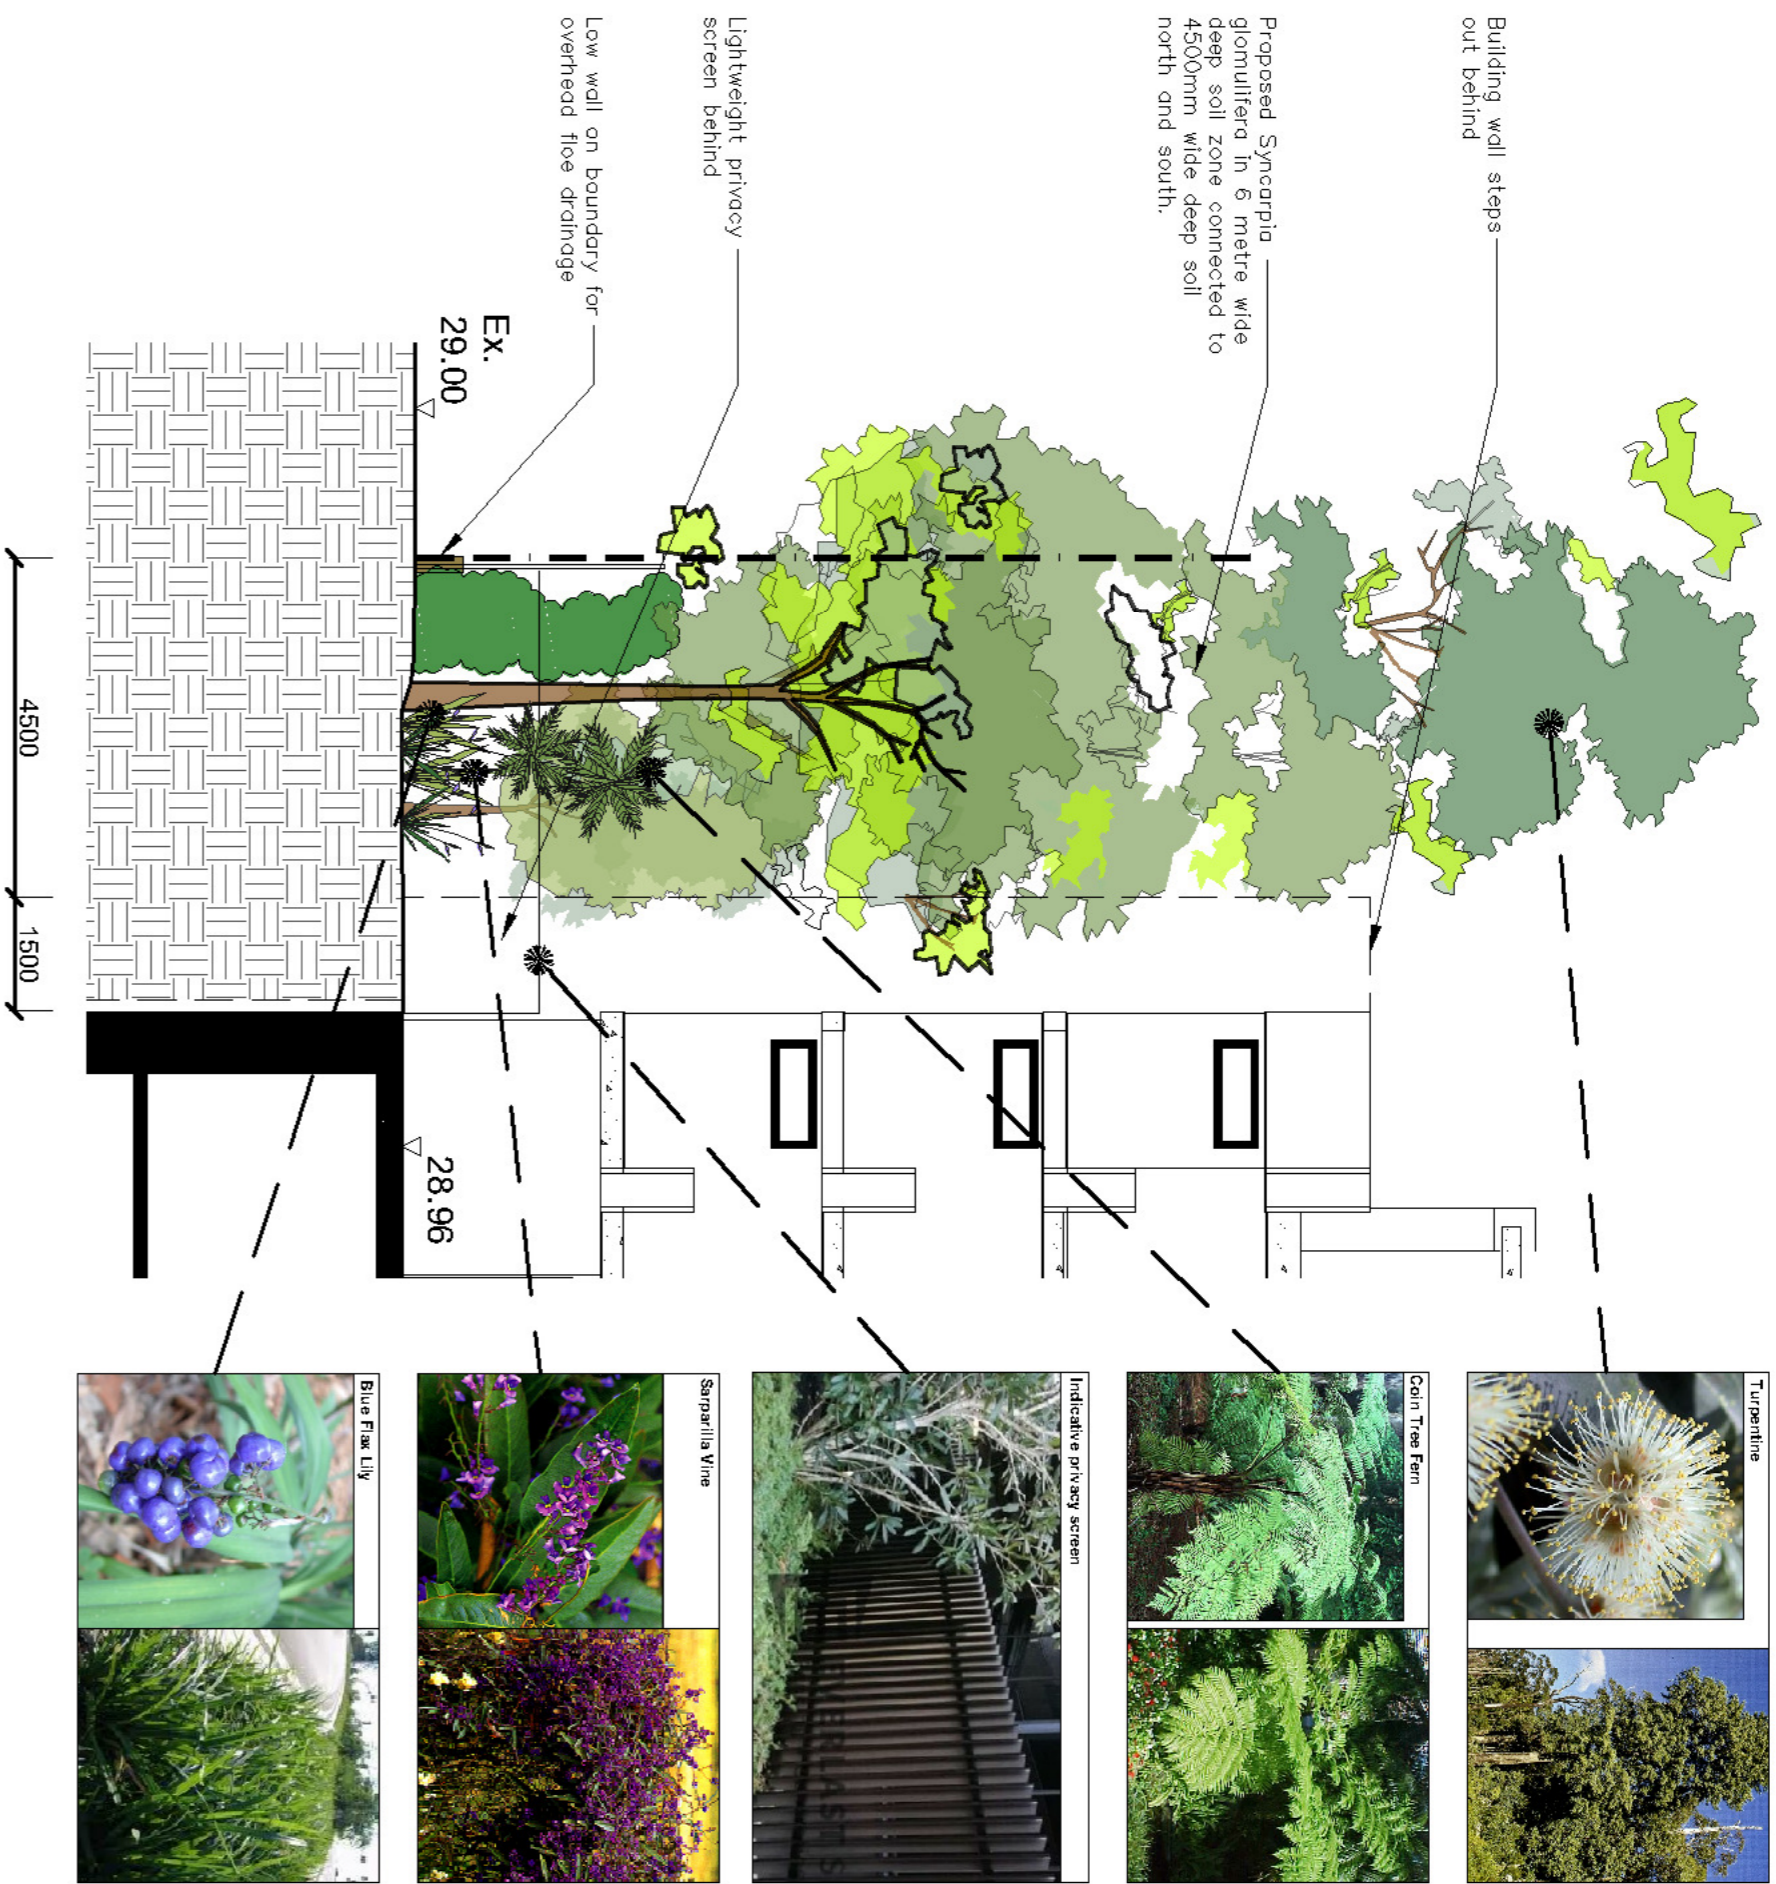 Building wall steps
out behind
Proposed Syncarpia
glomulifera in 6 metre wide
deep soil zone connected to
4500mm wide deep soil
north and south.
Lightweight privacy
screen behind
Low wall on boundary for
overhead floe drainage
Ex.
29.00
28.96
4500
1500
Turpentine
Coin Tree Fern
Indicative privacy screen
Sarparilla Vine
Blue Flax Lily